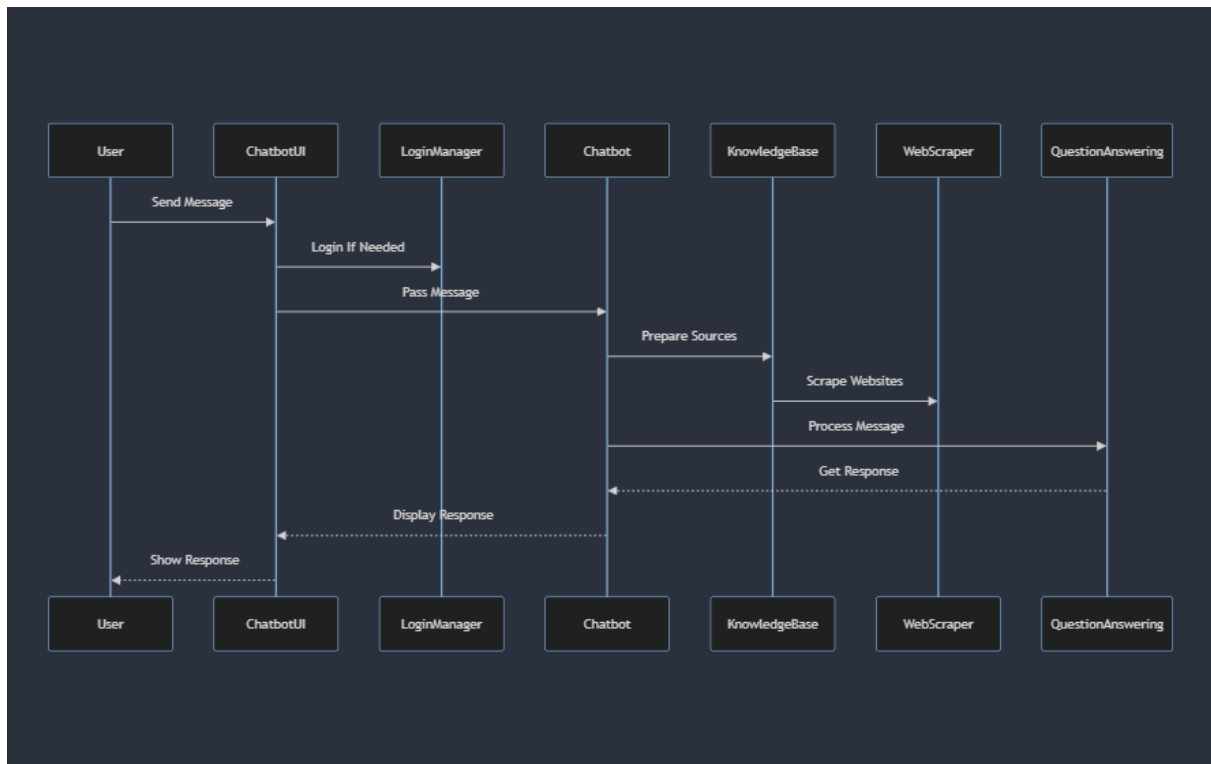 User
ChatbotUI
LoginManager
Chatbot
KnowledgeBase
WebScraper
QuestionAnswering
Send Message
Login If Needed
Pass Message
Prepare Sources
Scrape Websites
Process Message
Get Response
Display Response
Show Response
User
ChatbotUI
LoginManager
Chatbot
KnowledgeBase
WebScraper
QuestionAnswering